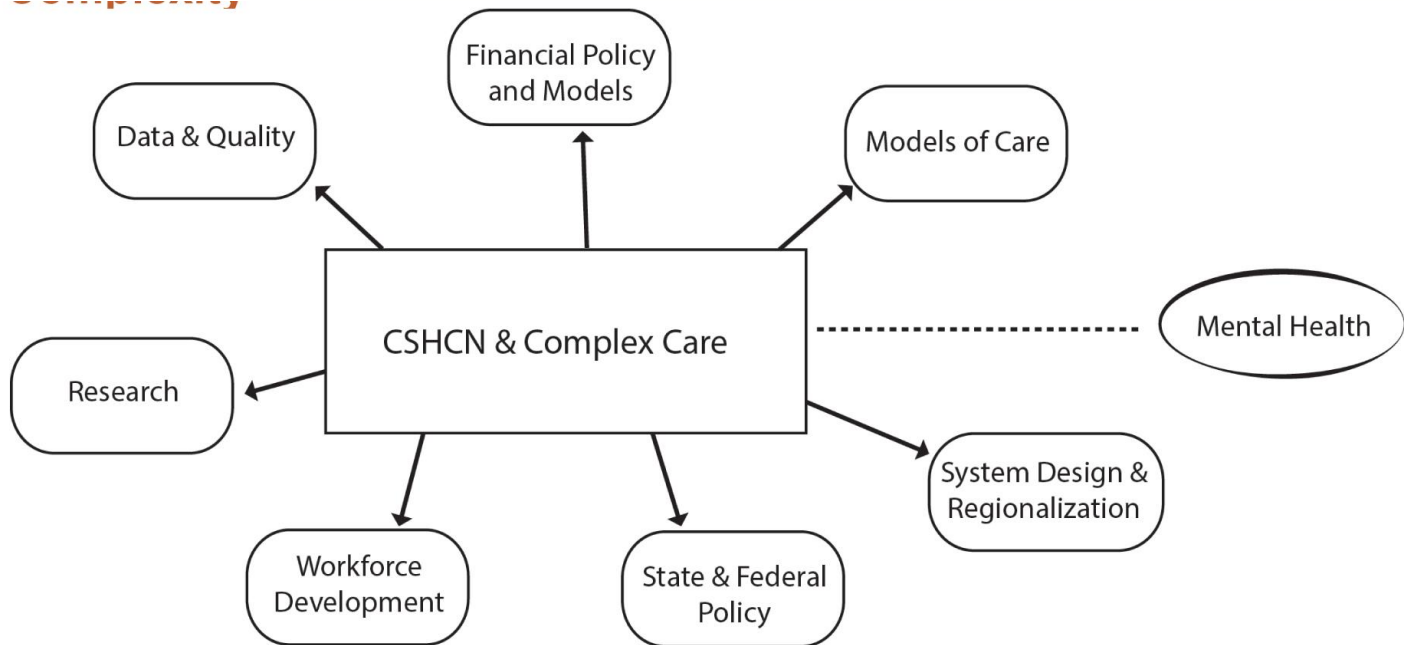 Complexity
Financial Policy
and Models
Data & Quality
Models of Care
CSHCN & Complex Care
Mental Health
Research
System Design &
Regionalization
Workforce
Development
State & Federal
Policy